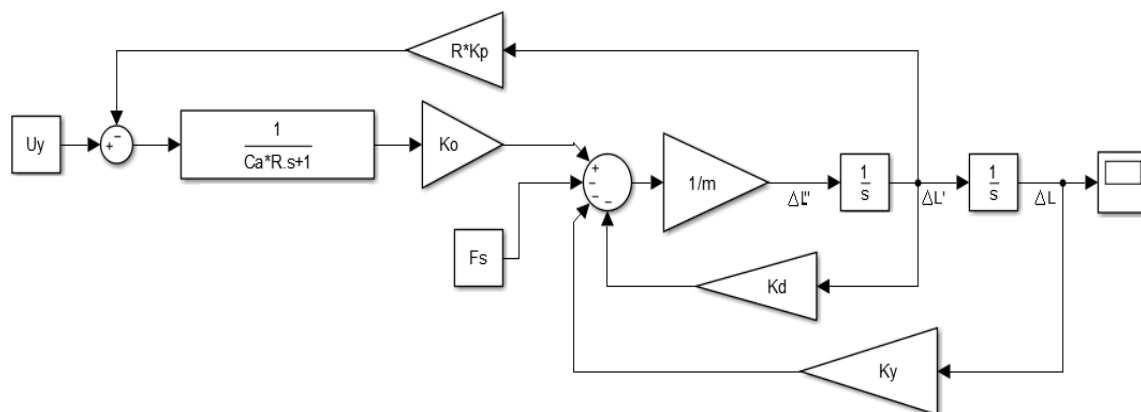 R*Kp
Uy
−
+
1
Ca*R.s+1
Ko
+
−
−
−
1/m
ΔL''
1
s
ΔL'
1
s
ΔL
Fs
Kd
Ky